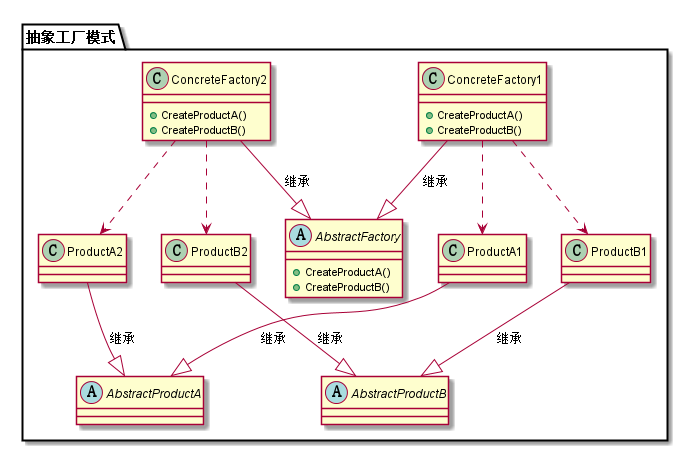 抽象工厂模式
C ConcreteFactory2
CreateProductA()
CreateProductB()
C ConcreteFactory1
CreateProductA()
CreateProductB()
继承
继承
A AbstractFactory
CreateProductA()
CreateProductB()
C ProductA2
C ProductB2
C ProductA1
C ProductB1
继承
继承
继承
继承
A AbstractProductA
A AbstractProductB